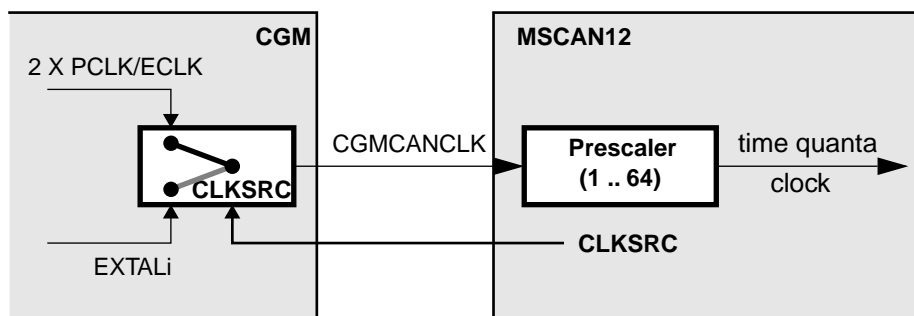 CGM
MSCAN12
2 X PCLK/ECLK
CGMCANCLK
Prescaler
(1 .. 64)
time quanta
clock
CLKSRC
CLKSRC
EXTALi